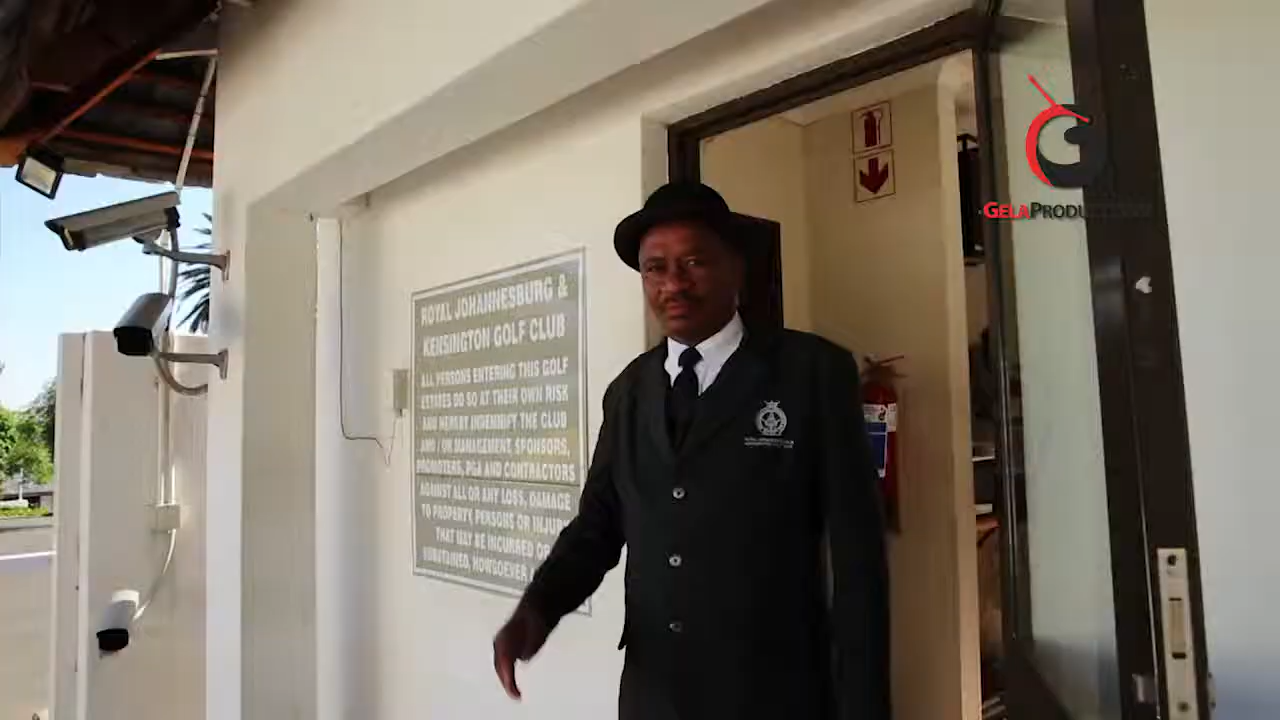 ROYAL JOHANNESBURG &
KENSINGTON GOLF CLUB
ALL PERSONS ENTERING THIS GOLF
ESTATE DO SO AT THEIR OWN RISK
AND HEREBY INDEMNIFY THE CLUB
AND / OR MANAGEMENT SPONSORS,
PROMOTERS, PGA AND CONTRACTORS
AGAINST ALL OR ANY LOSS, DAMAGE
TO PROPERTY, PERSONS OR INJURY
THAT MAY BE INCURRED OR
SUSTAINED, HOWSOEVER
GELAPRODUCTIONS